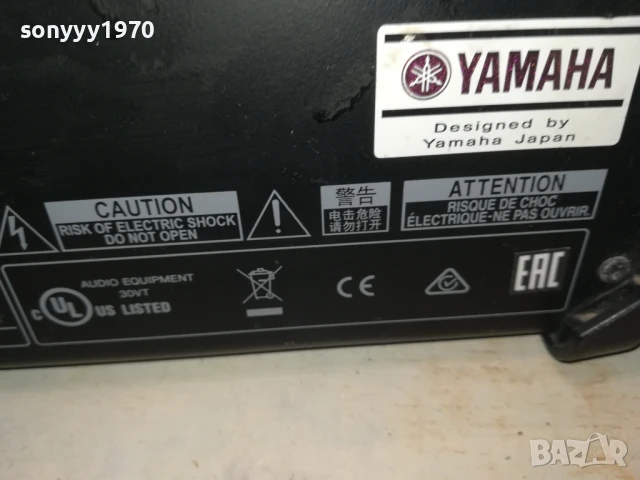 sonyyy1970
YAMAHA
Designed by
Yamaha Japan
CAUTION
RISK OF ELECTRIC SHOCK
DO NOT OPEN
警告
电击危险
请勿打开
ATTENTION
RISQUE DE CHOC
ÉLECTRIQUE-NE PAS OUVRIR.
AUDIO EQUIPMENT
30VT
c UL US LISTED
CE
EAC
BAZAR